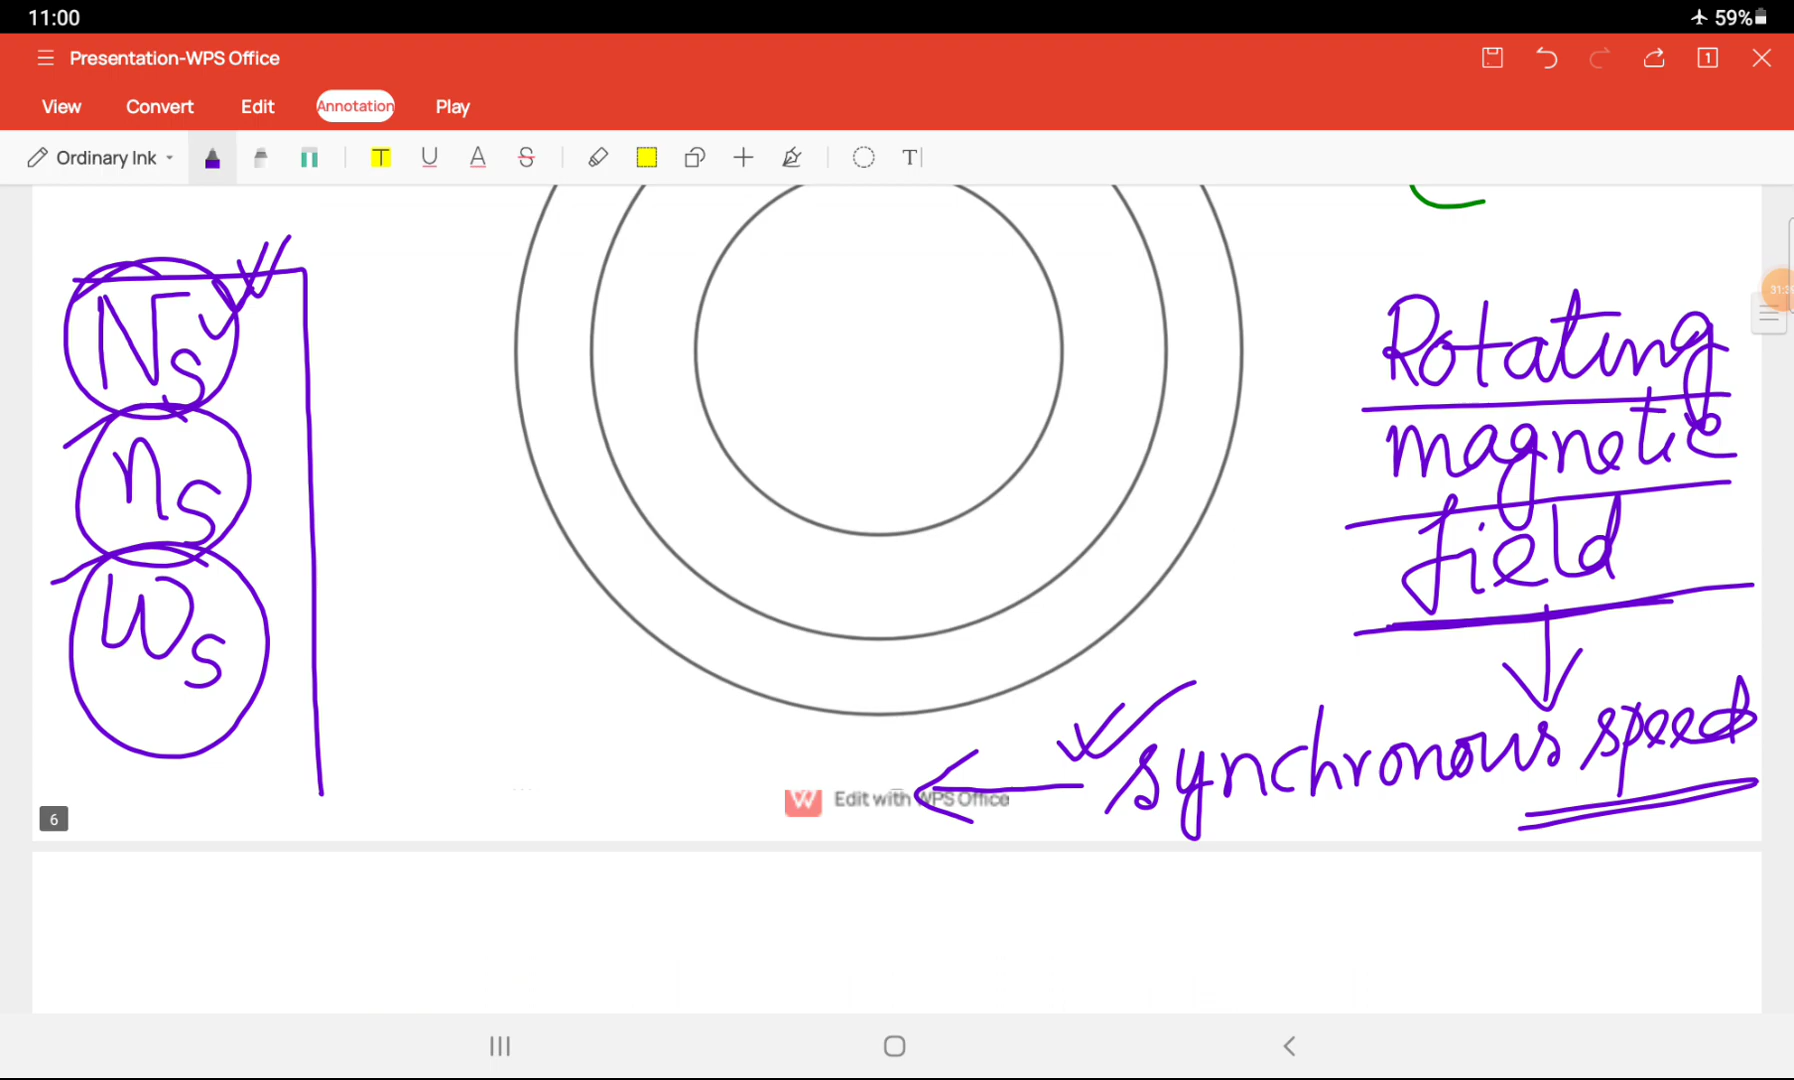 11:00
59%
Presentation-WPS Office
1
View Convert Edit Annotation Play
Ordinary Ink T U A S T
Ns
ns
Ws
Rotating
magnetic
field
synchronous speed
Edit with WPS Office
6